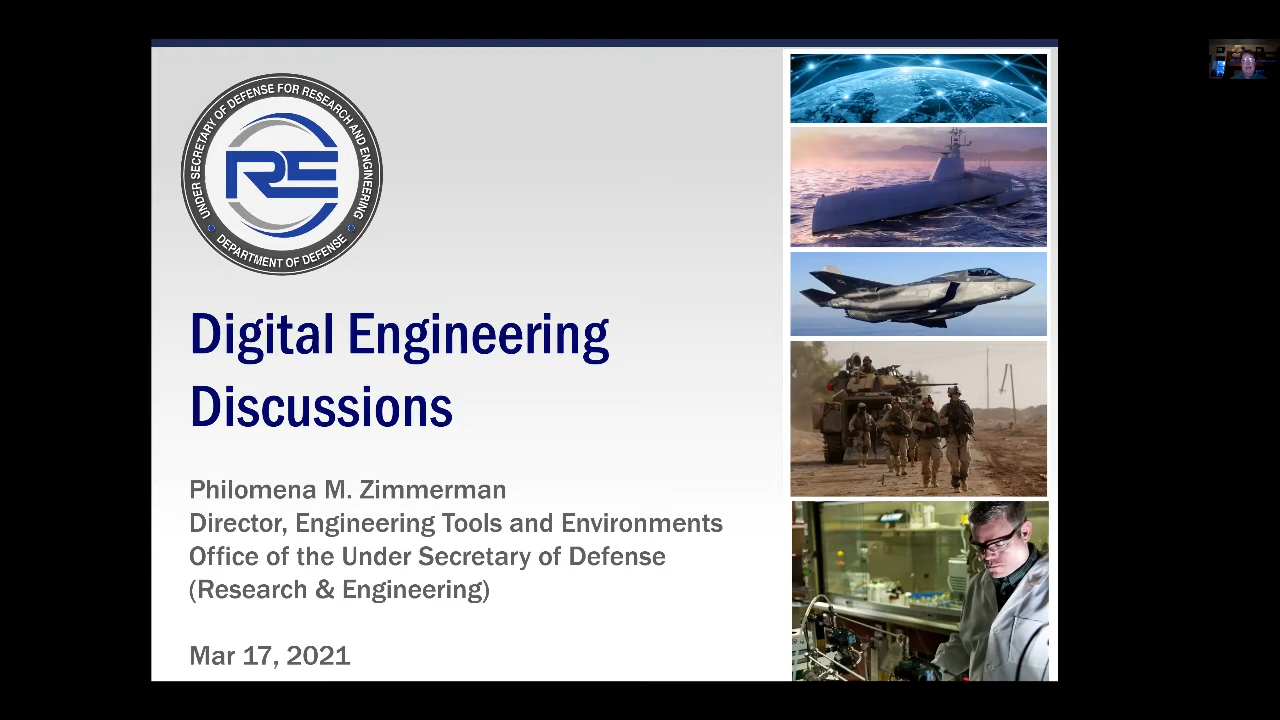 UNDER SECRETARY OF DEFENSE FOR RESEARCH AND ENGINEERING
RE
DEPARTMENT OF DEFENSE
Digital Engineering
Discussions
Philomena M. Zimmerman
Director, Engineering Tools and Environments
Office of the Under Secretary of Defense
(Research & Engineering)
Mar 17, 2021